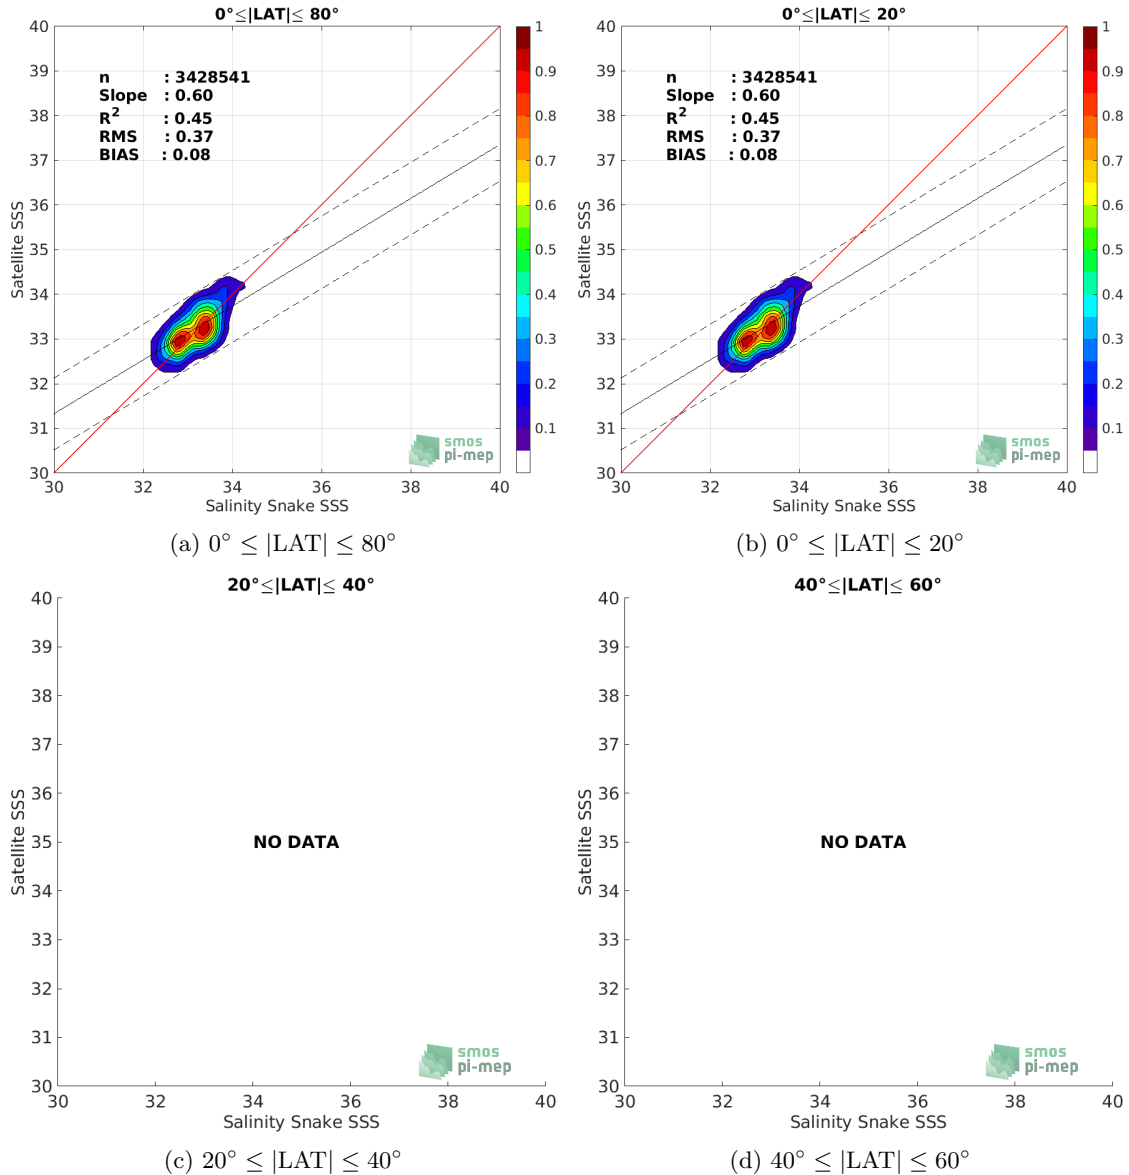 0°≤|LAT|≤ 80°
40
39
38
37
36
35
34
33
32
31
30
Satellite SSS
n : 3428541
Slope : 0.60
R2 : 0.45
RMS : 0.37
BIAS : 0.08
smos
pi-mep
30 32 34 36 38 40
Salinity Snake SSS
1
0.9
0.8
0.7
0.6
0.5
0.4
0.3
0.2
0.1
(a) 0° ≤ |LAT| ≤ 80°
0°≤|LAT|≤ 20°
40
39
38
37
36
35
34
33
32
31
30
Satellite SSS
n : 3428541
Slope : 0.60
R2 : 0.45
RMS : 0.37
BIAS : 0.08
smos
pi-mep
30 32 34 36 38 40
Salinity Snake SSS
1
0.9
0.8
0.7
0.6
0.5
0.4
0.3
0.2
0.1
(b) 0° ≤ |LAT| ≤ 20°
20°≤|LAT|≤ 40°
40
39
38
37
36
35
34
33
32
31
30
Satellite SSS
NO DATA
smos
pi-mep
30 32 34 36 38 40
Salinity Snake SSS
(c) 20° ≤ |LAT| ≤ 40°
40°≤|LAT|≤ 60°
40
39
38
37
36
35
34
33
32
31
30
Satellite SSS
NO DATA
smos
pi-mep
30 32 34 36 38 40
Salinity Snake SSS
(d) 40° ≤ |LAT| ≤ 60°